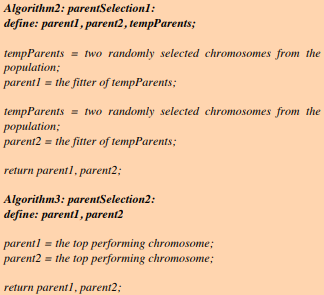 Algorithm2: parentSelection1:
define: parent1, parent2, tempParents;
tempParents = two randomly selected chromosomes from the
population;
parent1 = the fitter of tempParents;
tempParents = two randomly selected chromosomes from the
population;
parent2 = the fitter of tempParents;
return parent1, parent2;
Algorithm3: parentSelection2:
define: parent1, parent2
parent1 = the top performing chromosome;
parent2 = the top performing chromosome;
return parent1, parent2;